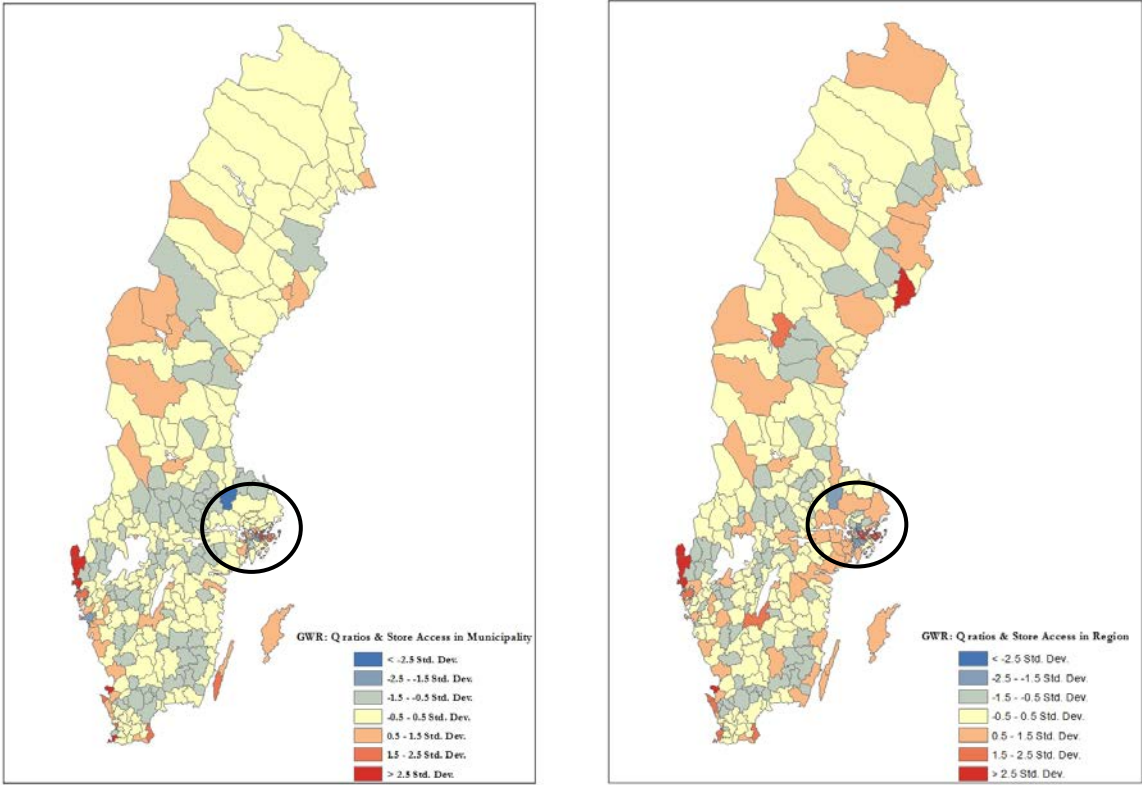 GWR: Q ratios & Store Access in Municipality
< -2.5 Std. Dev.
-2.5 - -1.5 Std. Dev.
-1.5 - -0.5 Std. Dev.
-0.5 - 0.5 Std. Dev.
0.5 - 1.5 Std. Dev.
1.5 - 2.5 Std. Dev.
> 2.5 Std. Dev.
GWR: Q ratios & Store Access in Region
< -2.5 Std. Dev.
-2.5 - -1.5 Std. Dev.
-1.5 - -0.5 Std. Dev.
-0.5 - 0.5 Std. Dev.
0.5 - 1.5 Std. Dev.
1.5 - 2.5 Std. Dev.
> 2.5 Std. Dev.